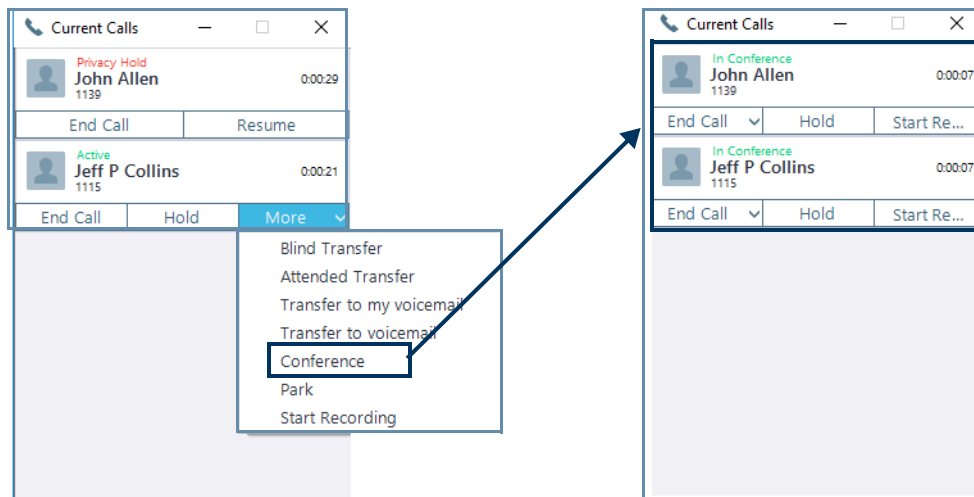 Current Calls
Privacy Hold
John Allen
1139
0:00:29
End Call
Resume
Active
Jeff P Collins
1115
0:00:21
End Call
Hold
More
Blind Transfer
Attended Transfer
Transfer to my voicemail
Transfer to voicemail
Conference
Park
Start Recording
Current Calls
In Conference
John Allen
1139
0:00:07
End Call
Hold
Start Re...
In Conference
Jeff P Collins
1115
0:00:07
End Call
Hold
Start Re...